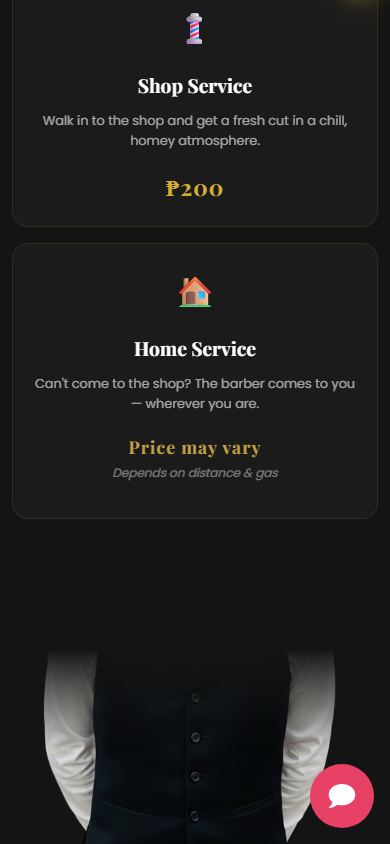 Shop Service
Walk in to the shop and get a fresh cut in a chill,
homey atmosphere.
₱200
Home Service
Can't come to the shop? The barber comes to you
— wherever you are.
Price may vary
Depends on distance & gas